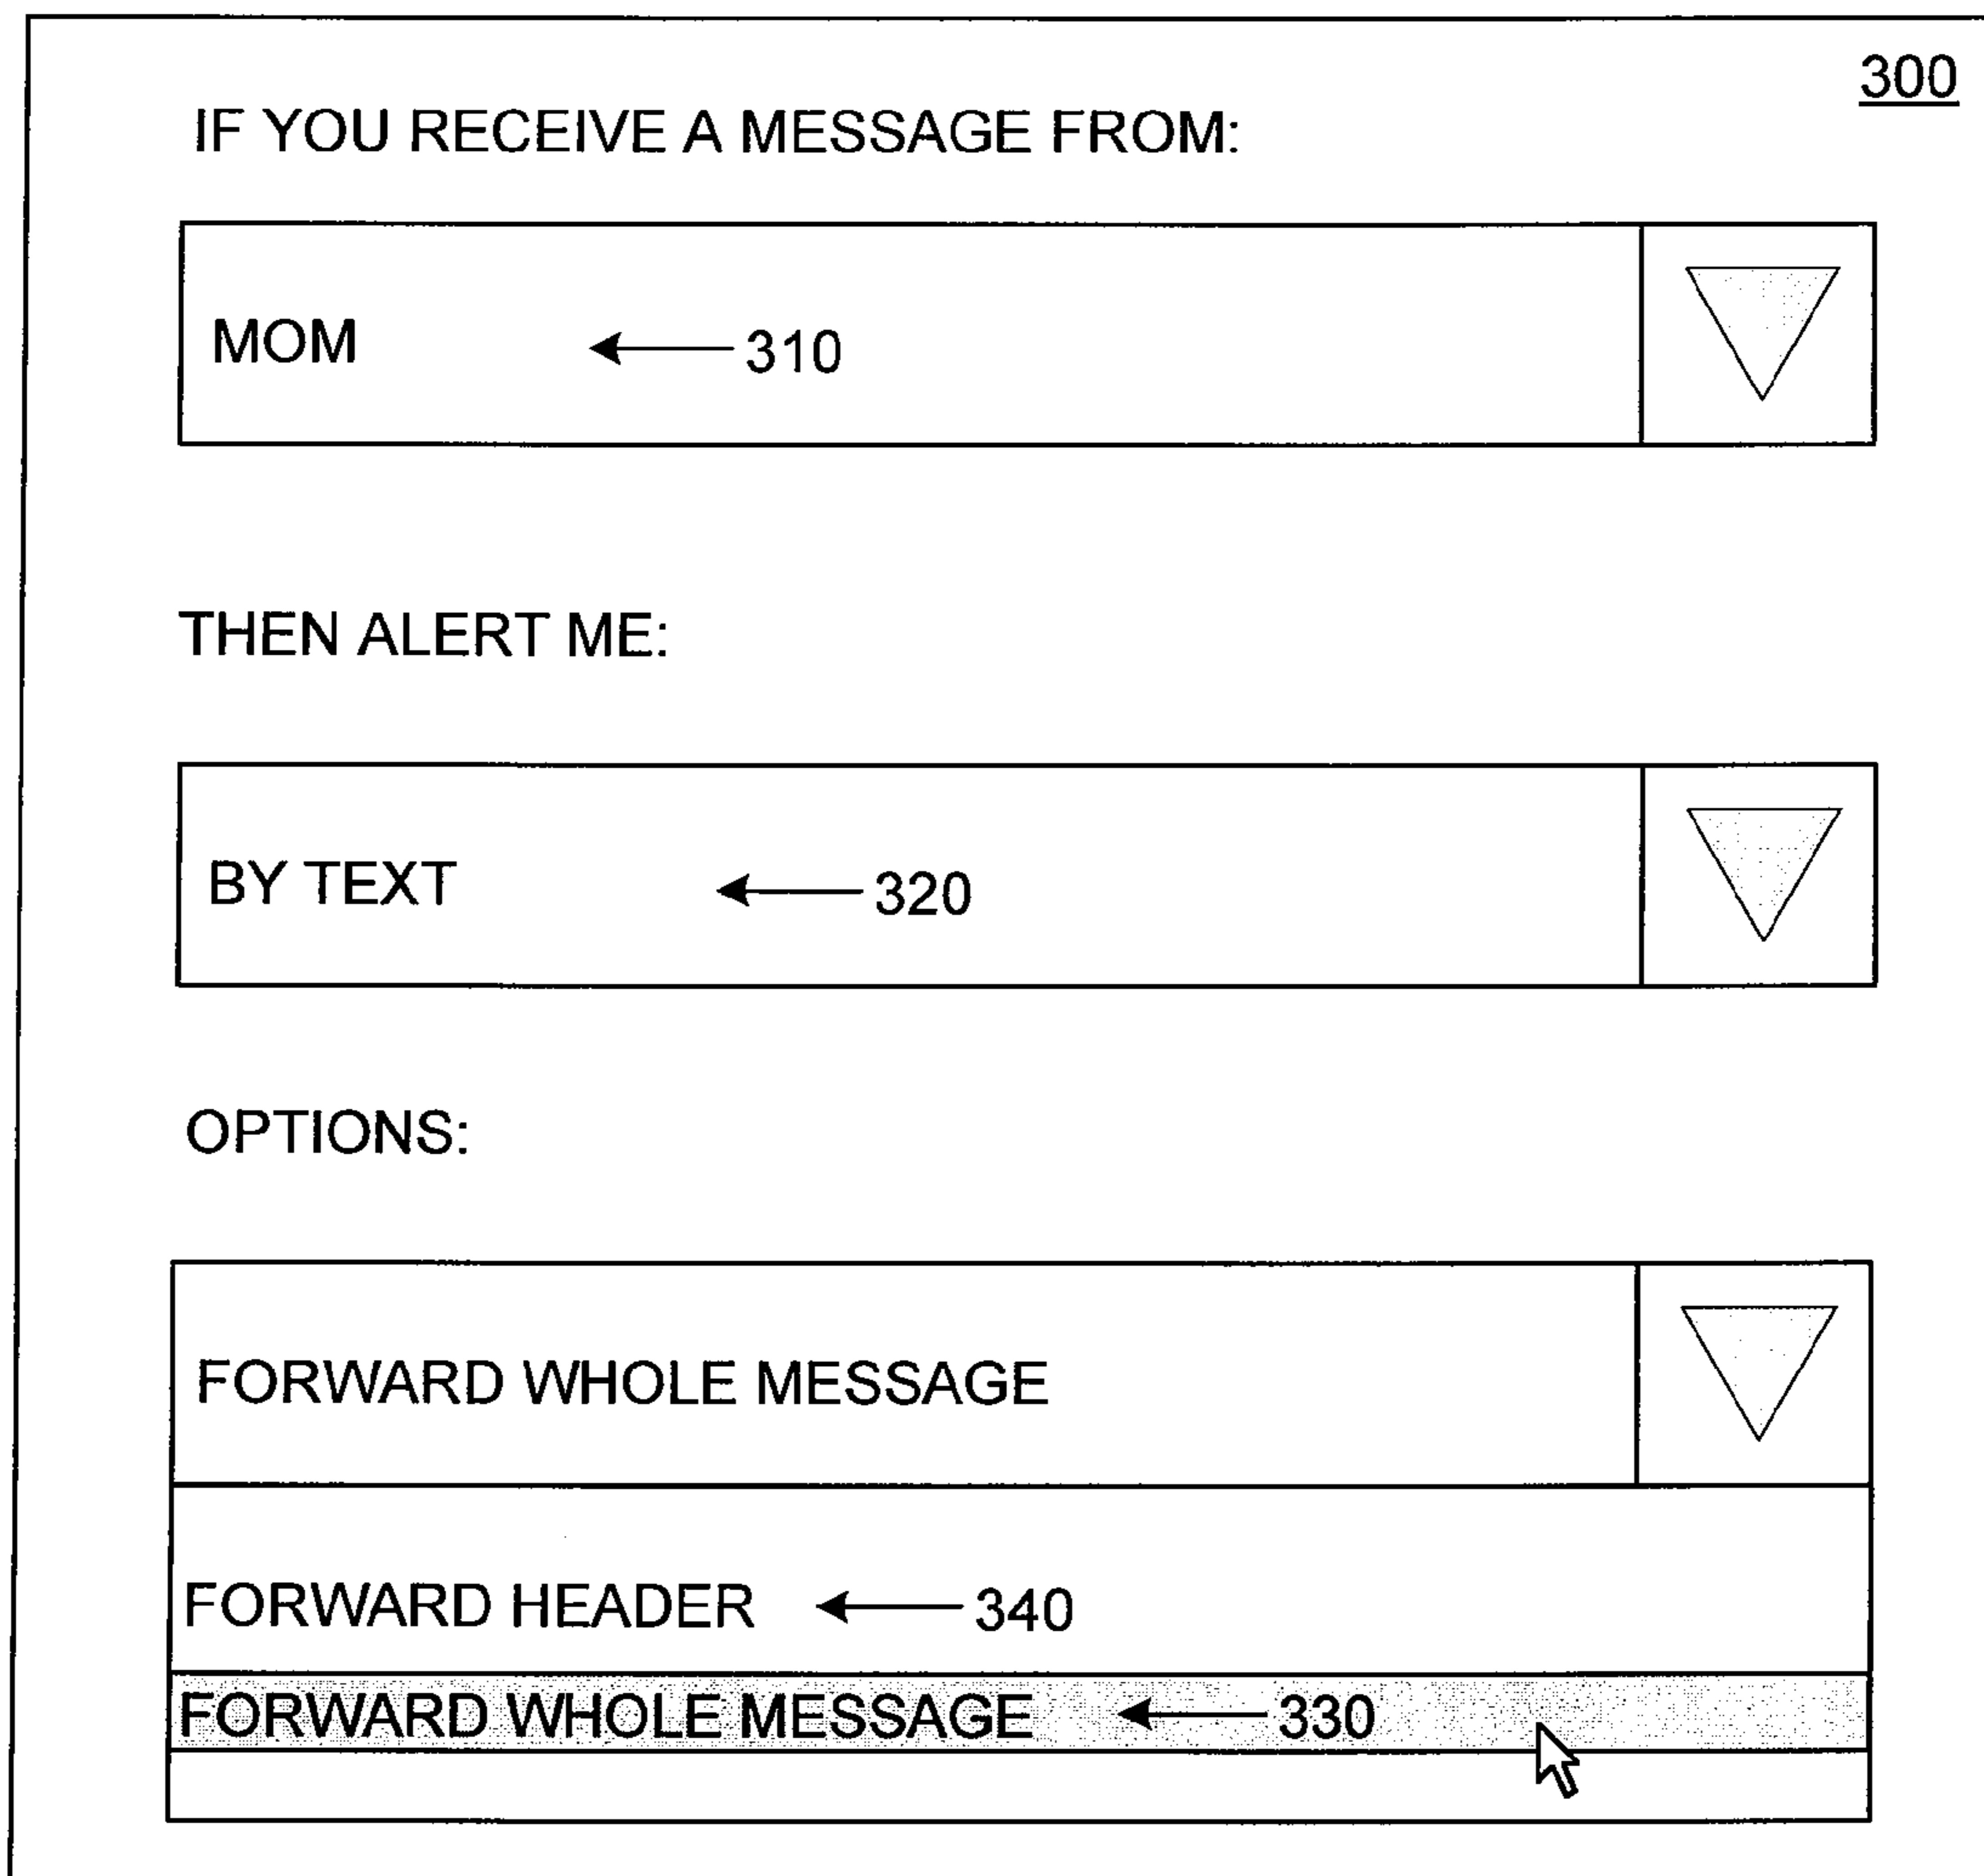 300
IF YOU RECEIVE A MESSAGE FROM:
MOM 310
THEN ALERT ME:
BY TEXT 320
OPTIONS:
FORWARD WHOLE MESSAGE
FORWARD HEADER 340
FORWARD WHOLE MESSAGE 330